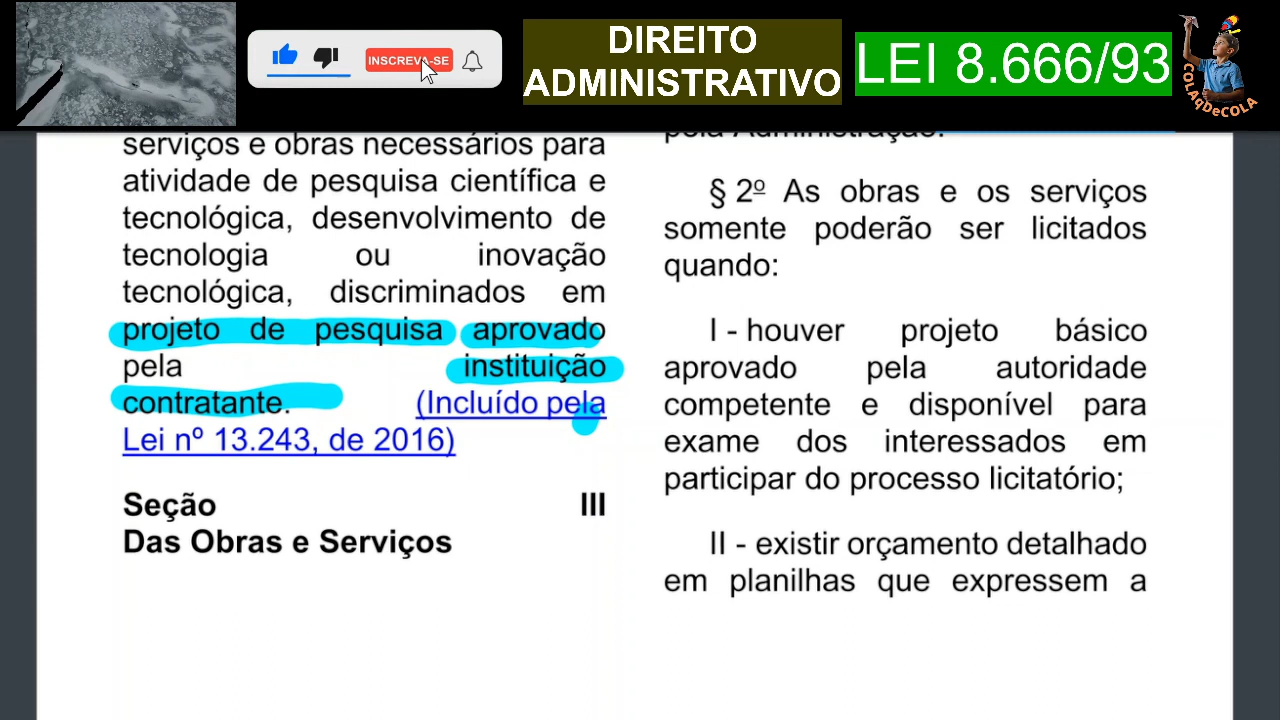 INSCREVA-SE
DIREITO
ADMINISTRATIVO
LEI 8.666/93
COLAqDeCOLA
serviços e obras necessários para
atividade de pesquisa científica e
tecnológica, desenvolvimento de
tecnologia ou inovação
tecnológica, discriminados em
projeto de pesquisa aprovado
pela instituição
contratante. (Incluído pela
Lei nº 13.243, de 2016)
Seção III
Das Obras e Serviços
pela Administração.
§ 2º As obras e os serviços
somente poderão ser licitados
quando:
I - houver projeto básico
aprovado pela autoridade
competente e disponível para
exame dos interessados em
participar do processo licitatório;
II - existir orçamento detalhado
em planilhas que expressem a